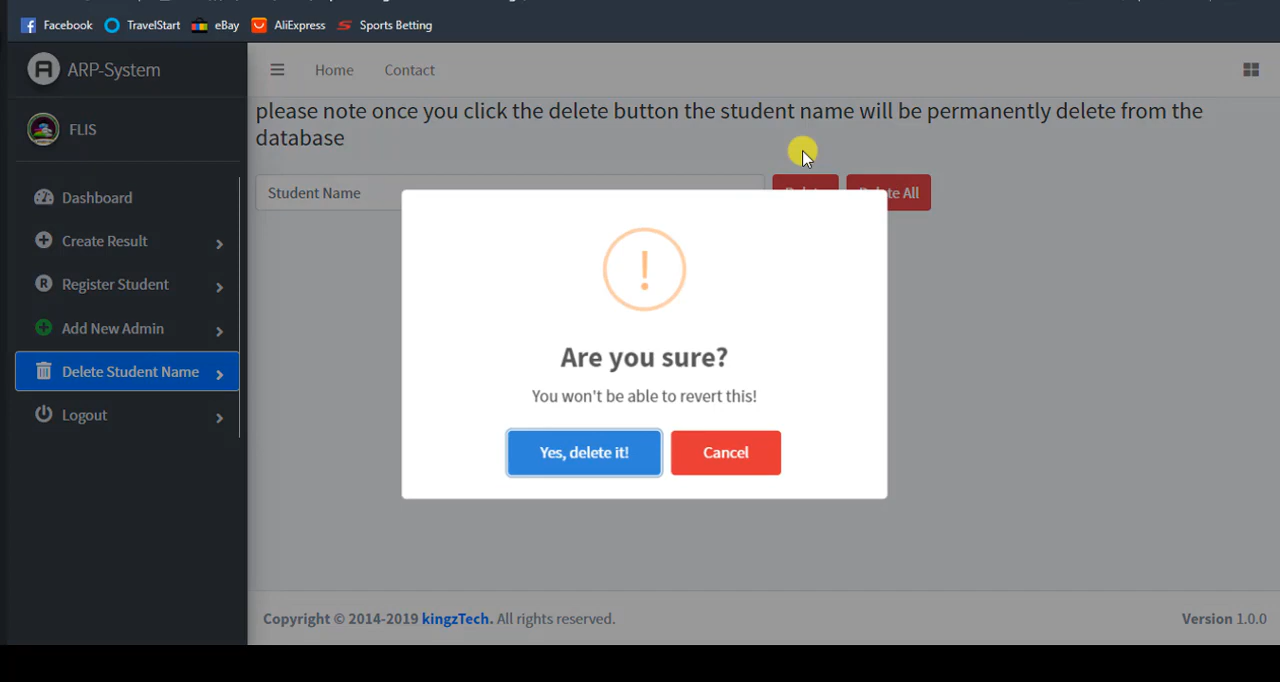 Facebook TravelStart eBay AliExpress Sports Betting
ARP-System
Home Contact
FLIS
please note once you click the delete button the student name will be permanently delete from the
database
Dashboard
Create Result
Register Student
Add New Admin
Delete Student Name
Logout
Student Name
Delete All
Are you sure?
You won't be able to revert this!
Yes, delete it! Cancel
Copyright © 2014-2019 kingzTech. All rights reserved.
Version 1.0.0